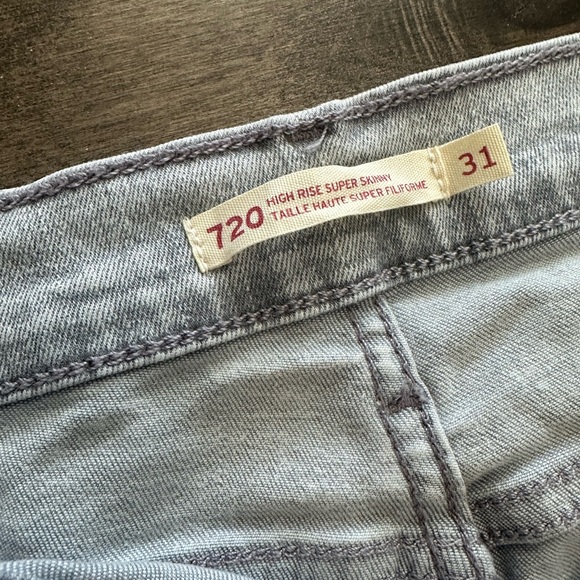 720
HIGH RISE SUPER SKINNY
TAILLE HAUTE SUPER FILIFORME
31